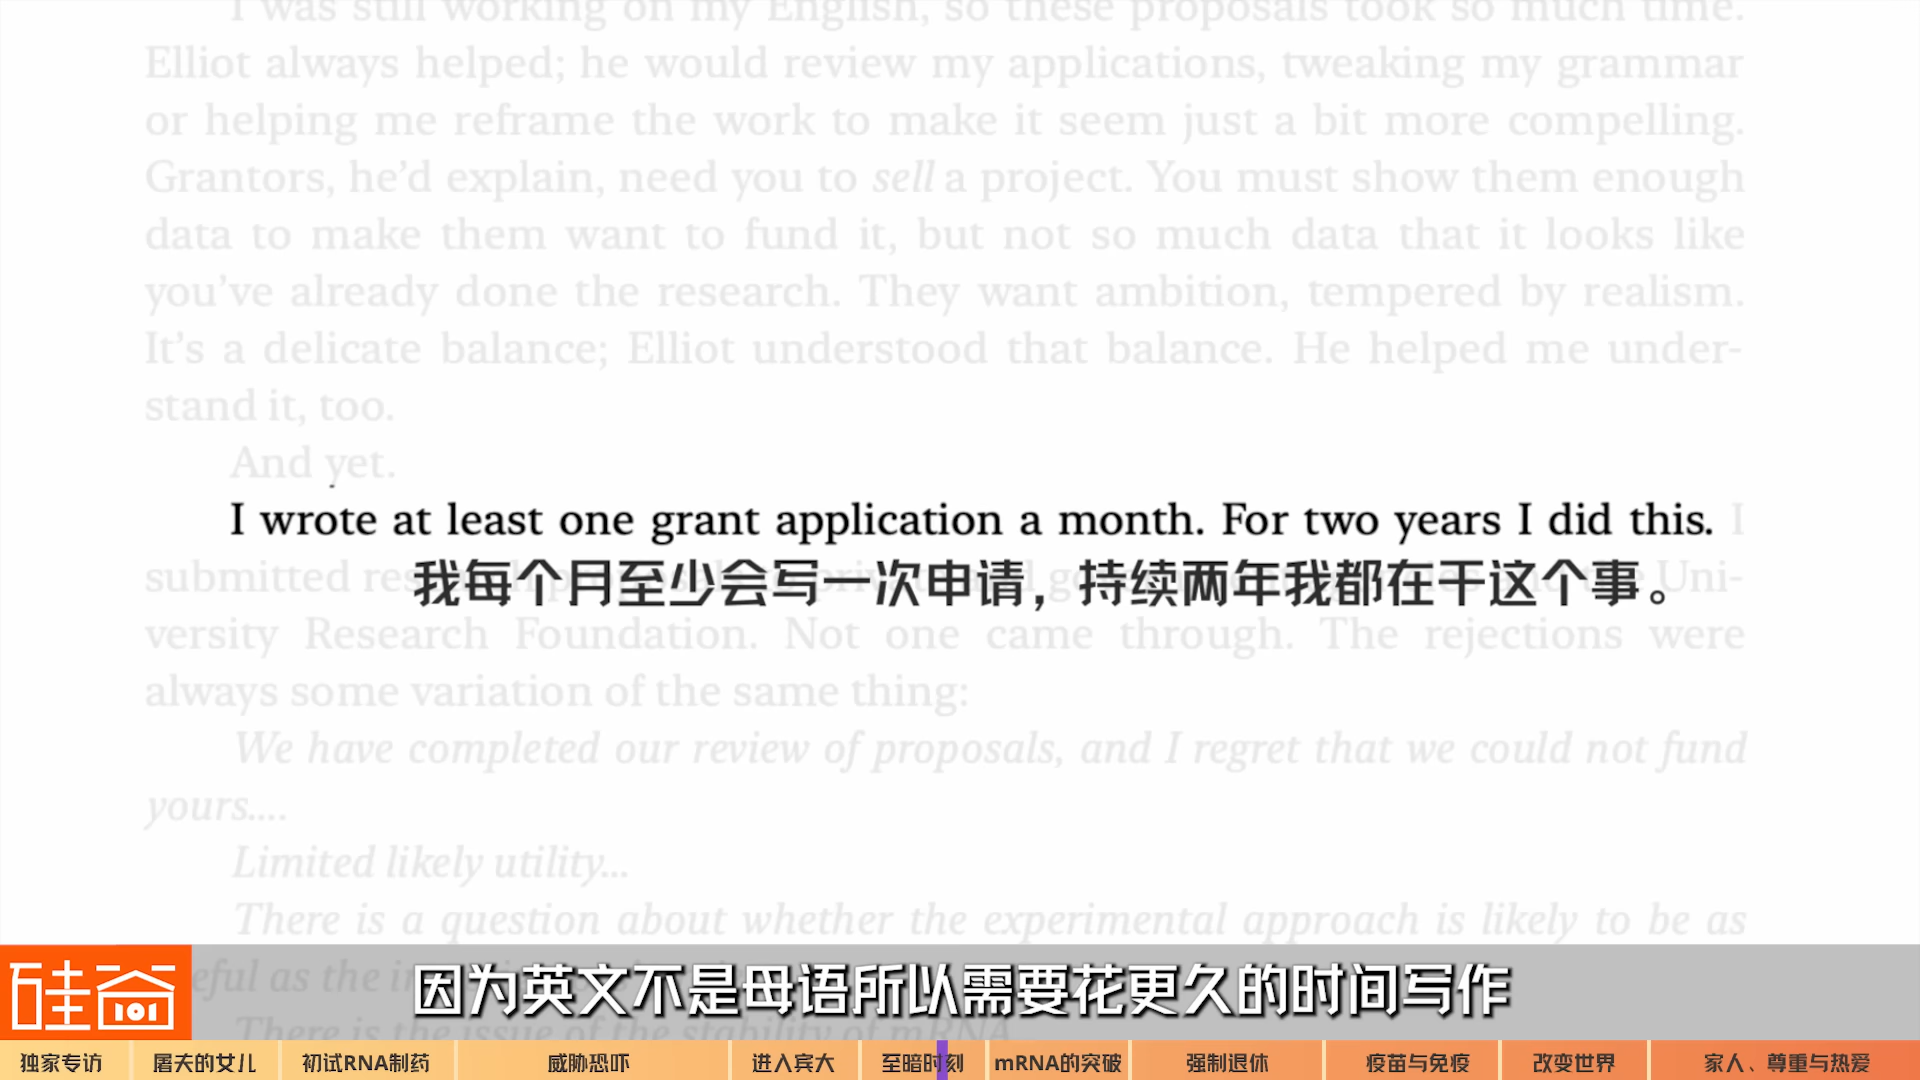 I was still working on my English, so these proposals took so much time.
Elliot always helped; he would review my applications, tweaking my grammar
or helping me reframe the work to make it seem just a bit more compelling.
Grantors, he’d explain, need you to sell a project. You must show them enough
data to make them want to fund it, but not so much data that it looks like
you’ve already done the research. They want ambition, tempered by realism.
It’s a delicate balance; Elliot understood that balance. He helped me under-
stand it, too.
And yet.
I wrote at least one grant application a month. For two years I did this. I
submitted Uni-
我每个月至少会写一次申请，持续两年我都在干这个事。
versity Research Foundation. Not one came through. The rejections were
always some variation of the same thing:
We have completed our review of proposals, and I regret that we could not fund
yours....
Limited likely utility...
There is a question about whether the experimental approach is likely to be as
as the
因为英文不是母语所以需要花更久的时间写作
There is the issue of the stability of mRNA
硅谷
101
独家专访 屠夫的女儿 初试RNA制药 威胁恐吓 进入宾大 至暗时刻 mRNA的突破 强制退休 疫苗与免疫 改变世界 家人、尊重与热爱